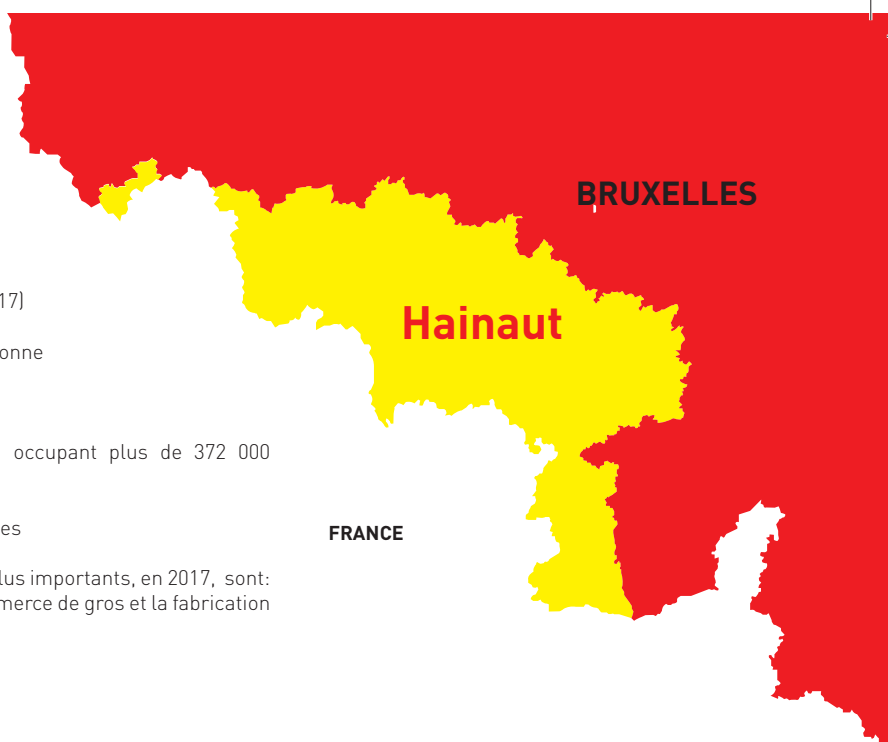 BRUXELLES
17)
Hainaut
onne
occupant plus de 372 000
es
FRANCE
lus importants, en 2017, sont:
merce de gros et la fabrication